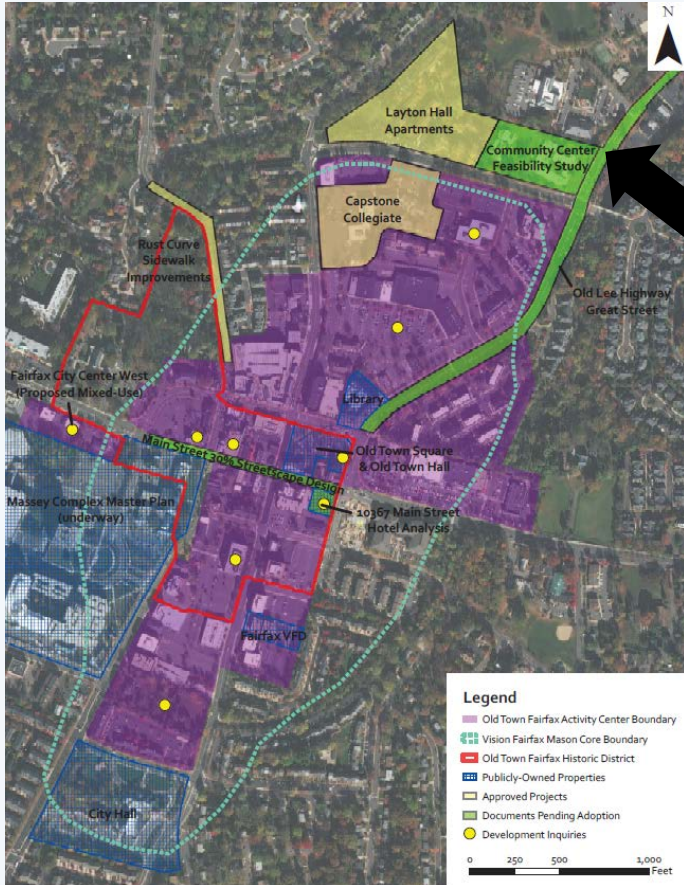 N
Layton Hall
Apartments
Community Center
Feasibility Study
Capstone
Collegiate
Rust Curve
Sidewalk
Improvements
Old Lee Highway
Great Street
Fairfax City Center West
(Proposed Mixed-Use)
Library
Main Street 30% Streetscape Design
Old Town Square
& Old Town Hall
Massey Complex Master Plan
(underway)
10367 Main Street
Hotel Analysis
Fairfax VFD
City Hall
Legend
Old Town Fairfax Activity Center Boundary
Vision Fairfax Mason Core Boundary
Old Town Fairfax Historic District
Publicly-Owned Properties
Approved Projects
Documents Pending Adoption
Development Inquiries
0 250 500 1,000
Feet